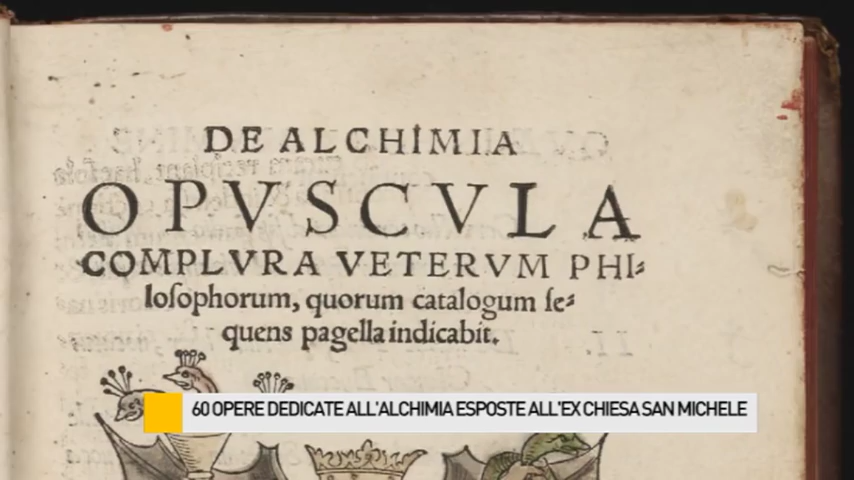 DE ALCHIMIA
OPVSCVLA
COMPLVRA VETERVM PHI⸗
loſophorum, quorum catalogum ſe⸗
quens pagella indicabit.
60 OPERE DEDICATE ALL'ALCHIMIA ESPOSTE ALL'EX CHIESA SAN MICHELE